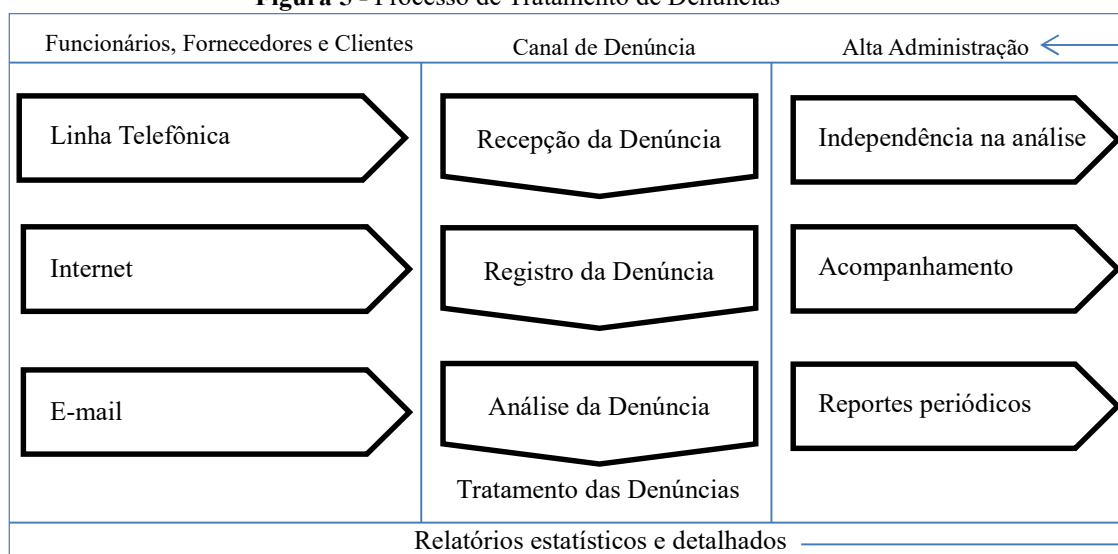 Figura 5 - Processo de Tratamento de Denúncias
Funcionários, Fornecedores e Clientes
Canal de Denúncia
Alta Administração
Linha Telefônica
Recepção da Denúncia
Independência na análise
Internet
Registro da Denúncia
Acompanhamento
E-mail
Análise da Denúncia
Reportes periódicos
Tratamento das Denúncias
Relatórios estatísticos e detalhados